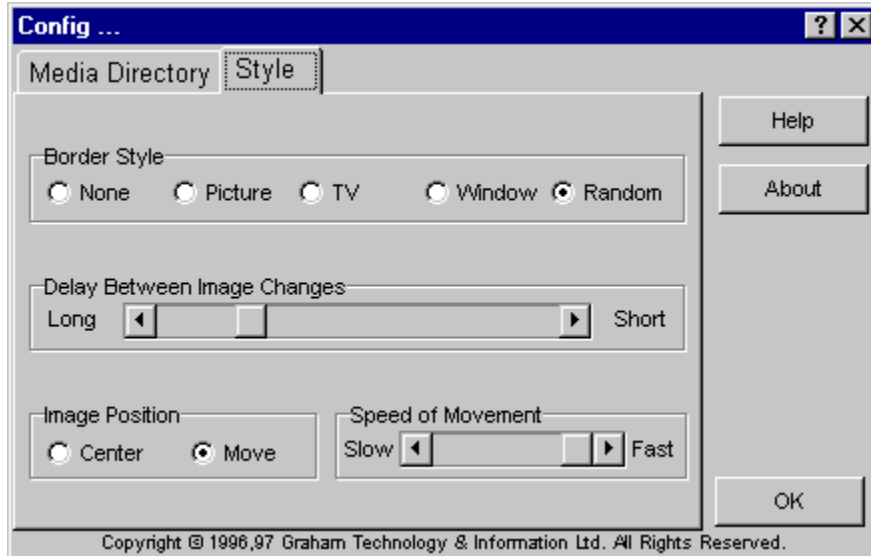 Config ...
Media Directory Style
Help
Border Style
None Picture TV Window Random
About
Delay Between Image Changes
Long Short
Image Position Speed of Movement
Center Move Slow Fast
OK
Copyright © 1996,97 Graham Technology & Information Ltd. All Rights Reserved.